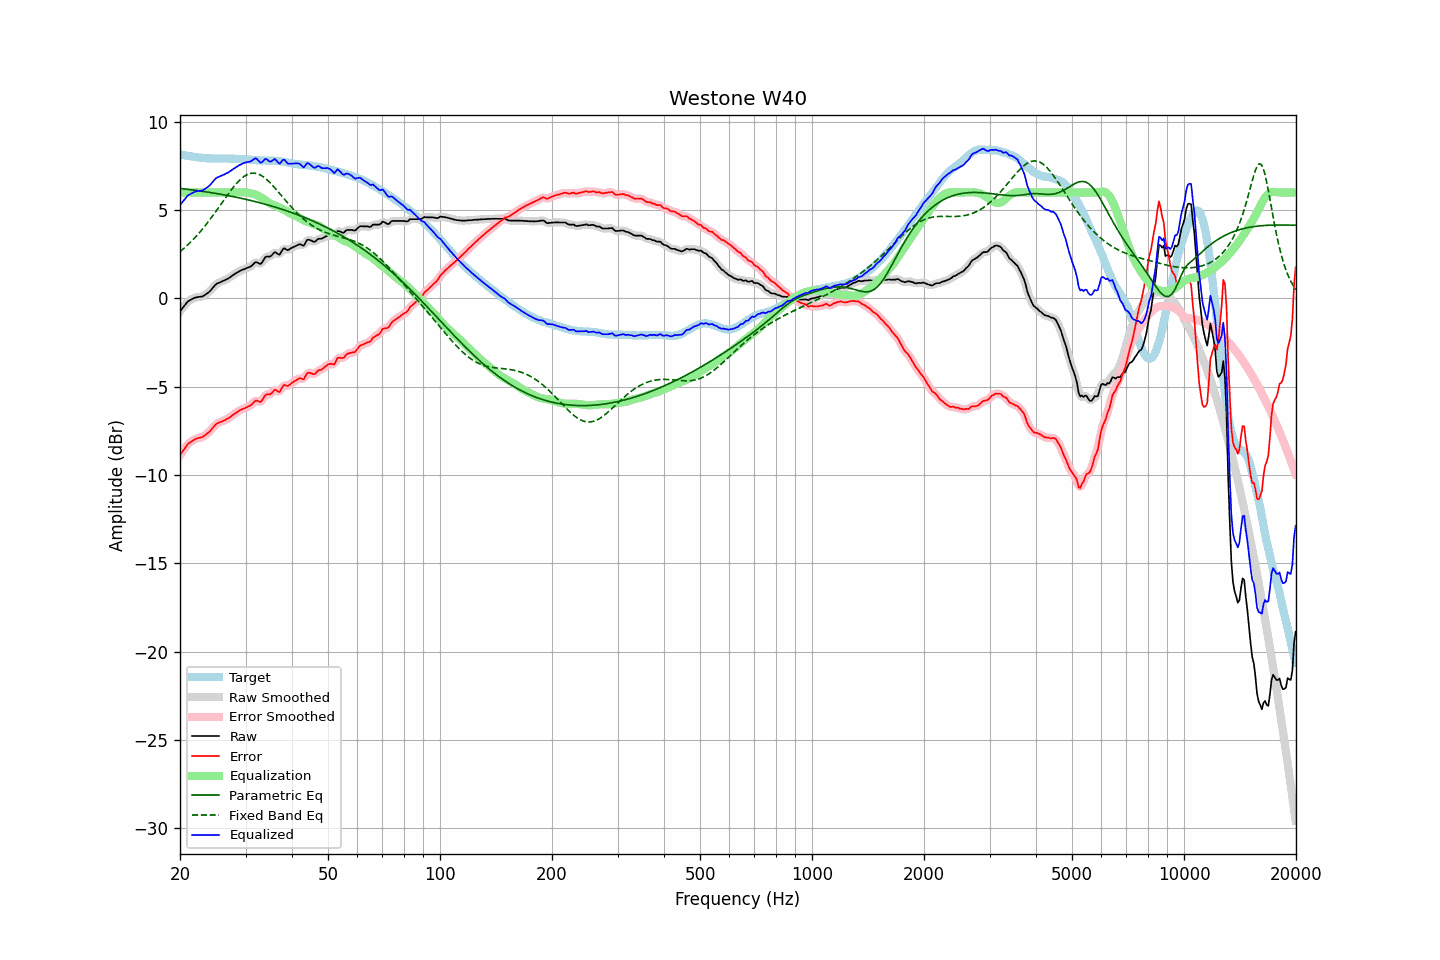 Westone W40
Amplitude (dBr)
10
5
0
−5
−10
−15
−20
−25
−30
Target
Raw Smoothed
Error Smoothed
Raw
Error
Equalization
Parametric Eq
Fixed Band Eq
Equalized
20 50 100 200 500 1000 2000 5000 10000 20000
Frequency (Hz)